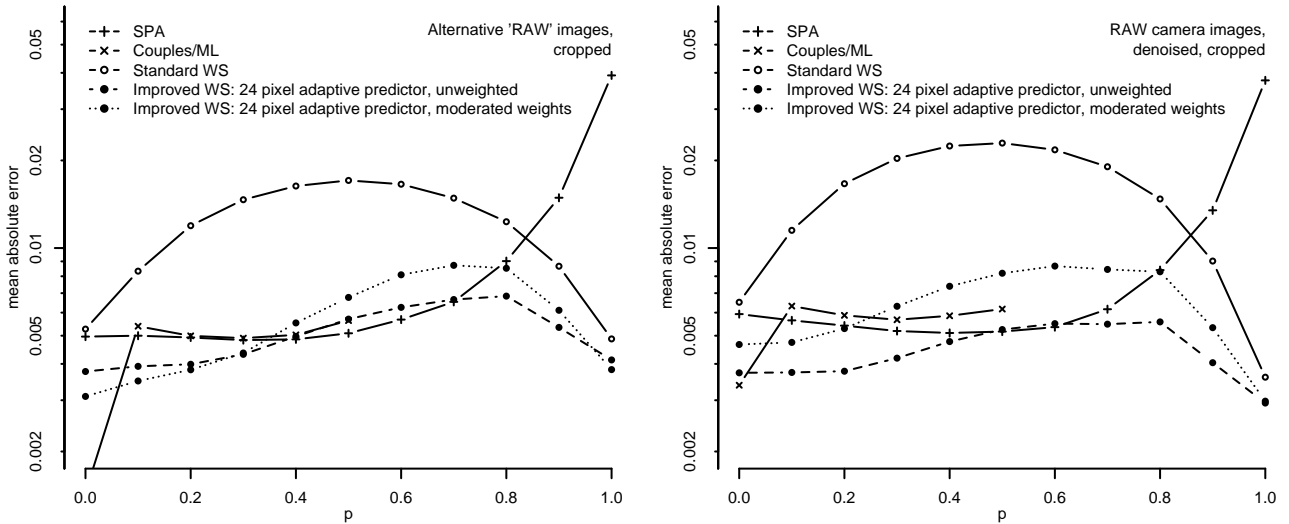 SPA
Couples/ML
Standard WS
Improved WS: 24 pixel adaptive predictor, unweighted
Improved WS: 24 pixel adaptive predictor, moderated weights
Alternative 'RAW' images,
cropped
mean absolute error
0.05
0.02
0.01
0.005
0.002
0.0 0.2 0.4 0.6 0.8 1.0
p
SPA
Couples/ML
Standard WS
Improved WS: 24 pixel adaptive predictor, unweighted
Improved WS: 24 pixel adaptive predictor, moderated weights
RAW camera images,
denoised, cropped
mean absolute error
0.05
0.02
0.01
0.005
0.002
0.0 0.2 0.4 0.6 0.8 1.0
p